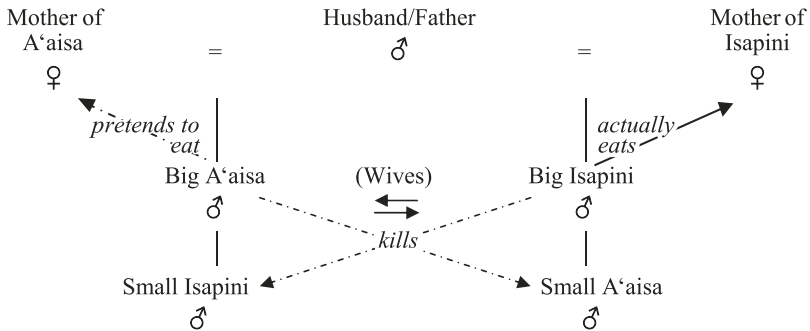 Mother of
A‘aisa
♀
=
Husband/Father
♂
=
Mother of
Isapini
♀
pretends to
eat
actually
eats
Big A‘aisa
♂
(Wives)
Big Isapini
♂
kills
Small Isapini
♂
Small A‘aisa
♂